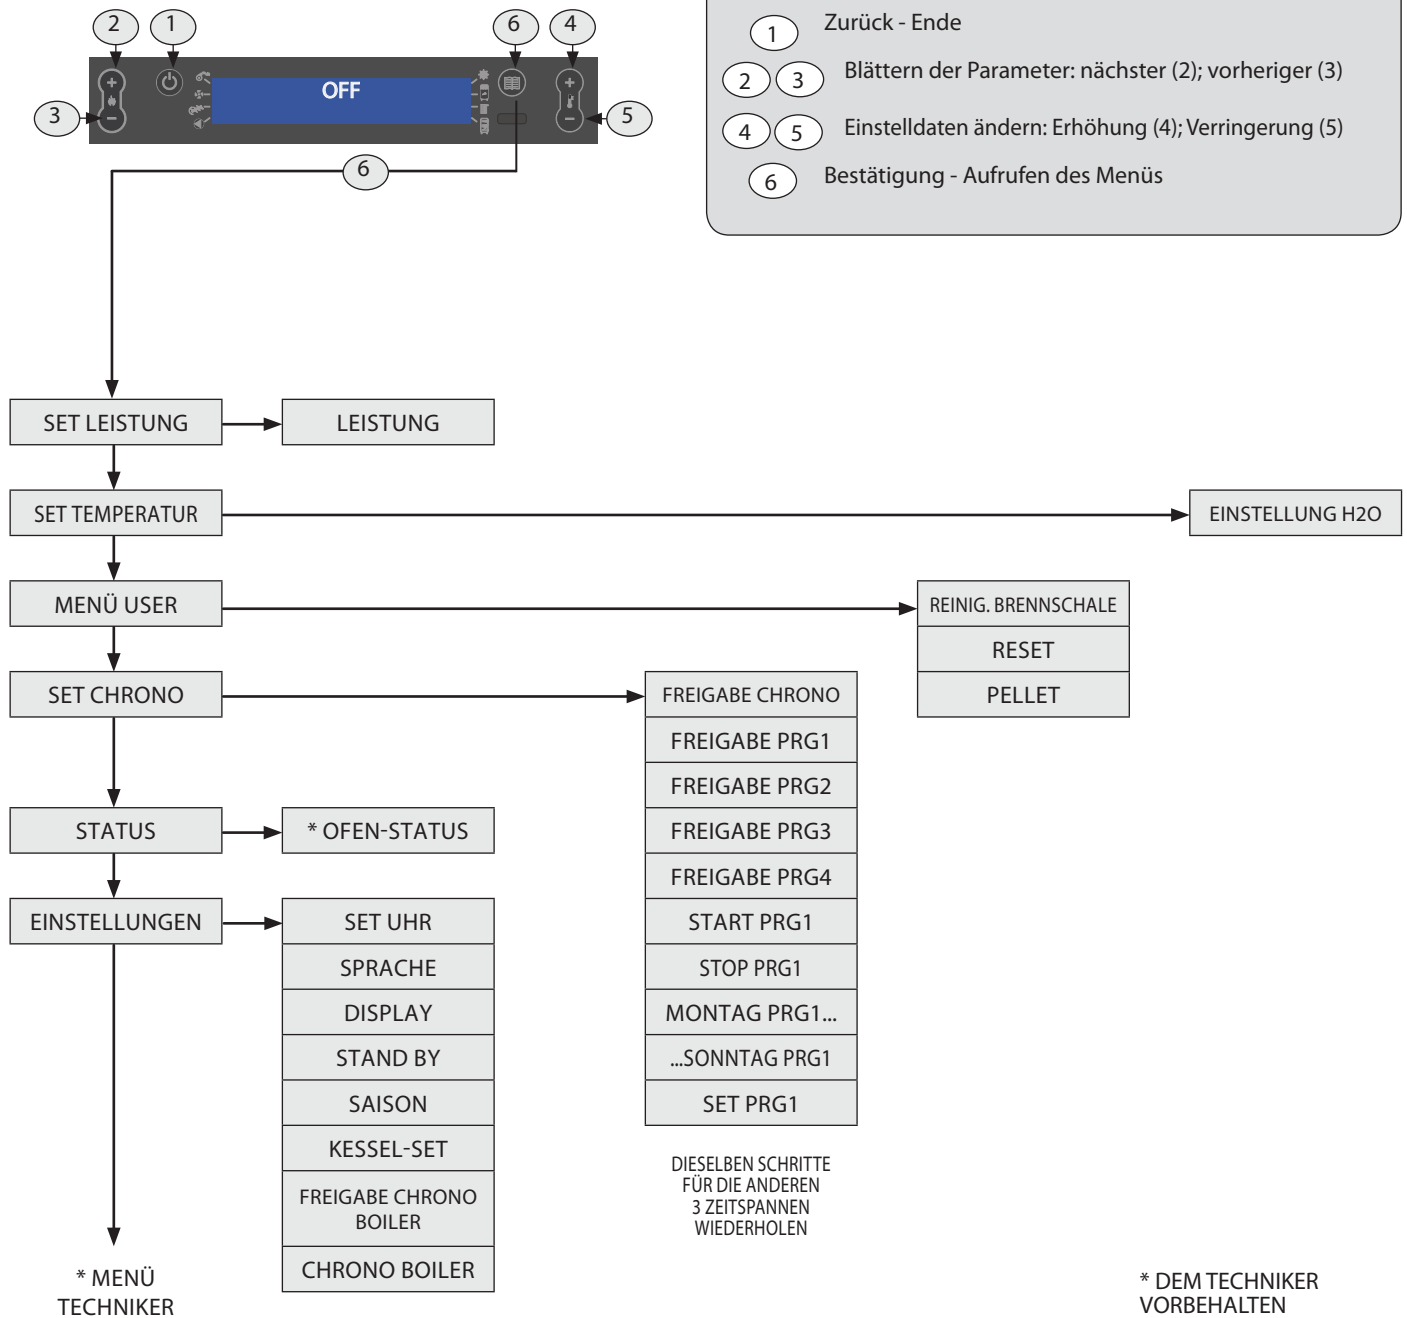 2
1
6
4
OFF
3
5
6
1 Zurück - Ende
2 3 Blättern der Parameter: nächster (2); vorheriger (3)
4 5 Einstelldaten ändern: Erhöhung (4); Verringerung (5)
6 Bestätigung - Aufrufen des Menüs
SET LEISTUNG
LEISTUNG
SET TEMPERATUR
EINSTELLUNG H2O
MENÜ USER
REINIG. BRENNSCHALE
RESET
PELLET
SET CHRONO
FREIGABE CHRONO
FREIGABE PRG1
FREIGABE PRG2
FREIGABE PRG3
FREIGABE PRG4
START PRG1
STOP PRG1
MONTAG PRG1...
...SONNTAG PRG1
SET PRG1
DIESELBEN SCHRITTE
FÜR DIE ANDEREN
3 ZEITSPANNEN
WIEDERHOLEN
STATUS
* OFEN-STATUS
EINSTELLUNGEN
SET UHR
SPRACHE
DISPLAY
STAND BY
SAISON
KESSEL-SET
FREIGABE CHRONO
BOILER
CHRONO BOILER
* MENÜ
TECHNIKER
* DEM TECHNIKER
VORBEHALTEN